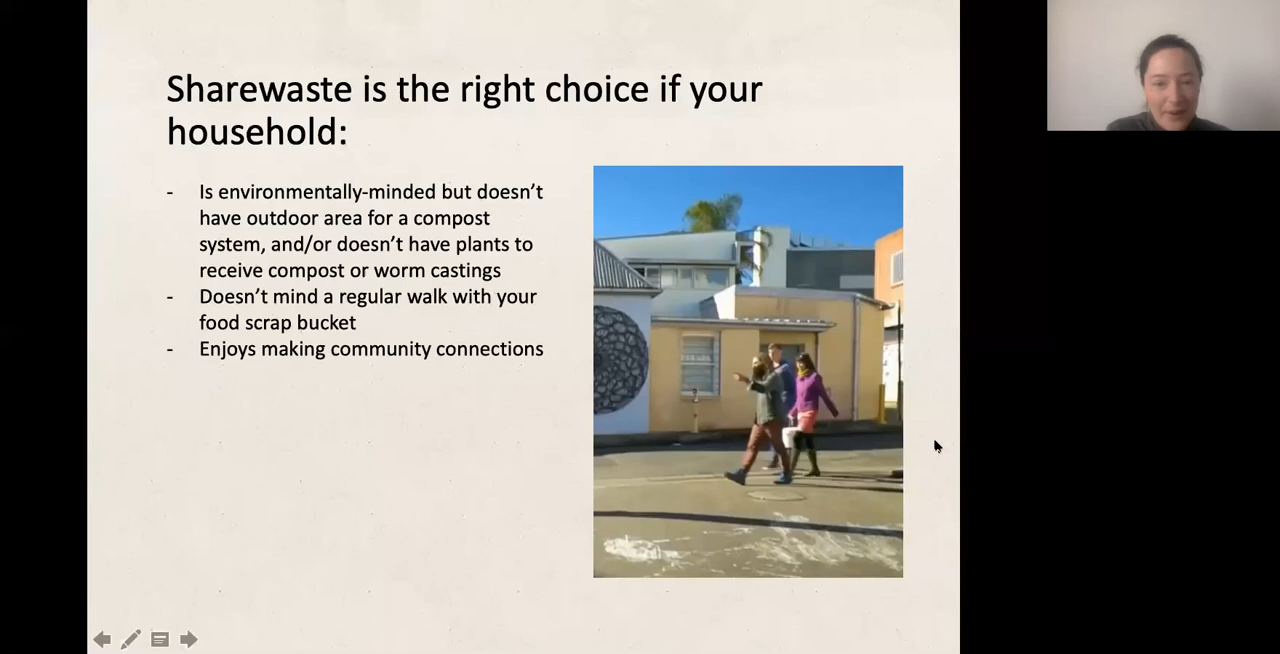 Sharewaste is the right choice if your
household:
- Is environmentally-minded but doesn’t
have outdoor area for a compost
system, and/or doesn’t have plants to
receive compost or worm castings
- Doesn’t mind a regular walk with your
food scrap bucket
- Enjoys making community connections